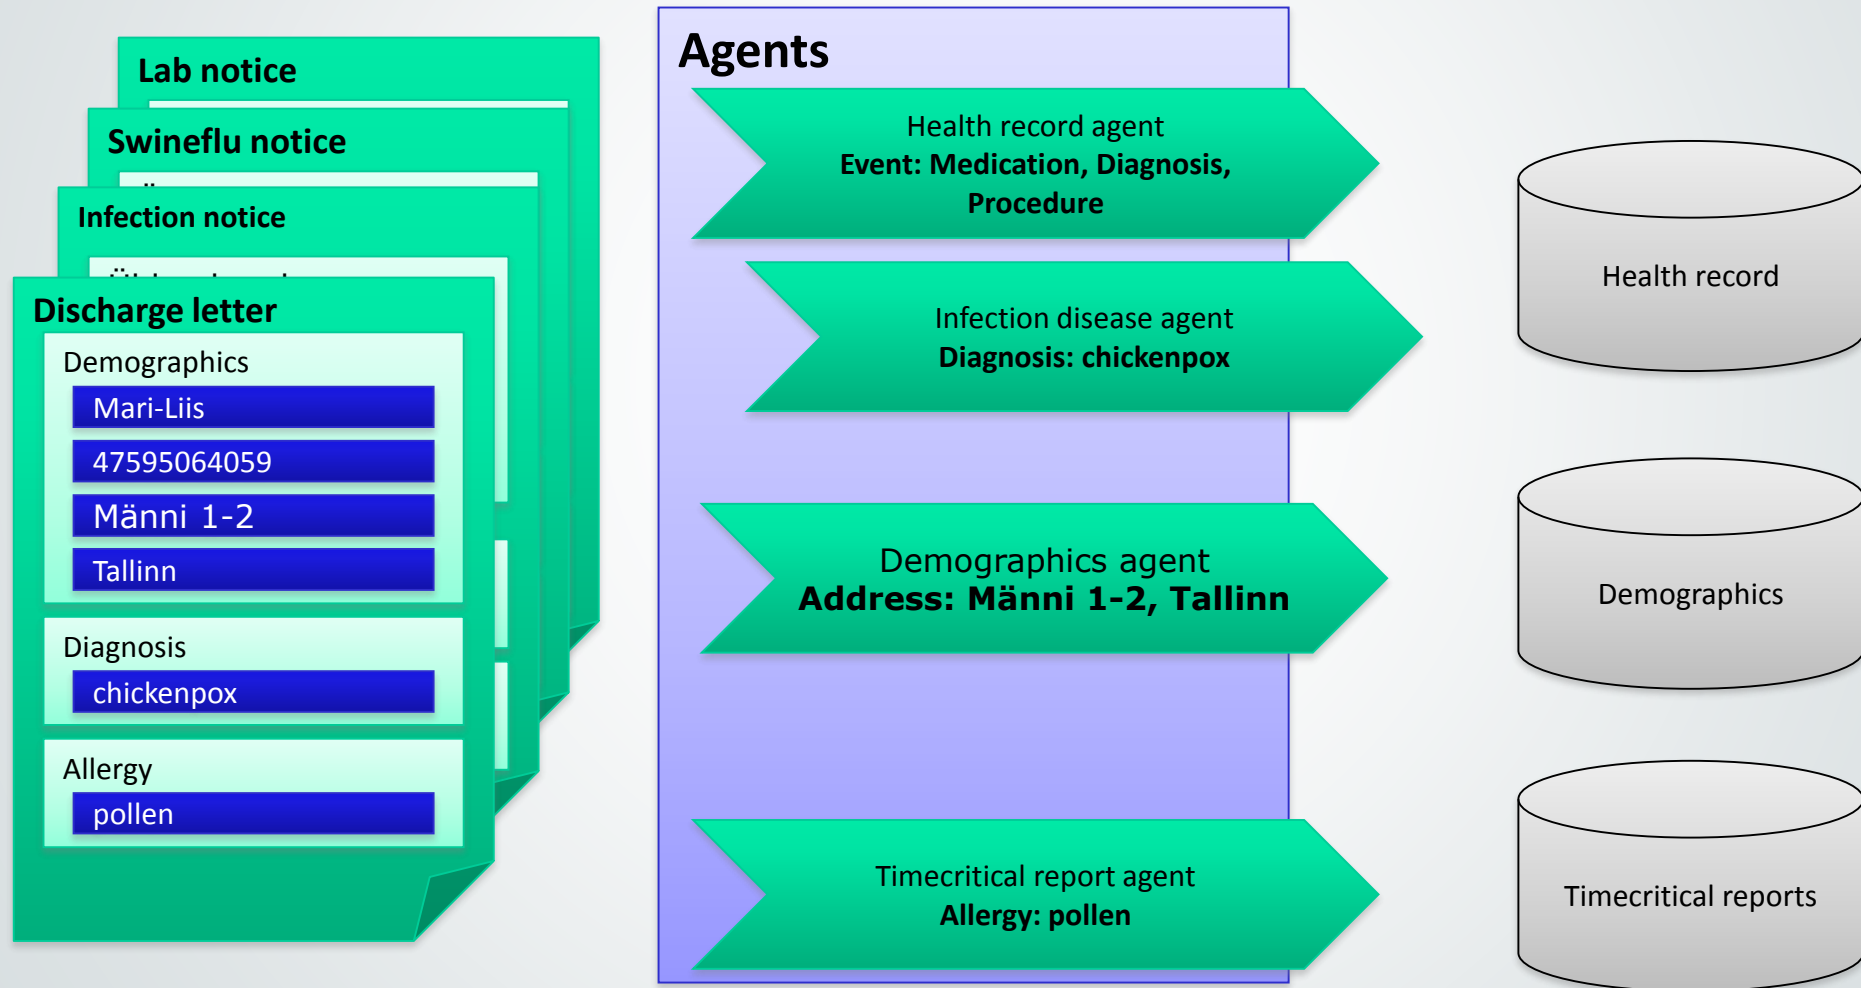 Lab notice
Swineflu notice
Infection notice
Discharge letter
Demographics
Mari-Liis
47595064059
Männi 1-2
Tallinn
Diagnosis
chickenpox
Allergy
pollen
Agents
Health record agent
Event: Medication, Diagnosis,
Procedure
Infection disease agent
Diagnosis: chickenpox
Demographics agent
Address: Männi 1-2, Tallinn
Timecritical report agent
Allergy: pollen
Health record
Demographics
Timecritical reports